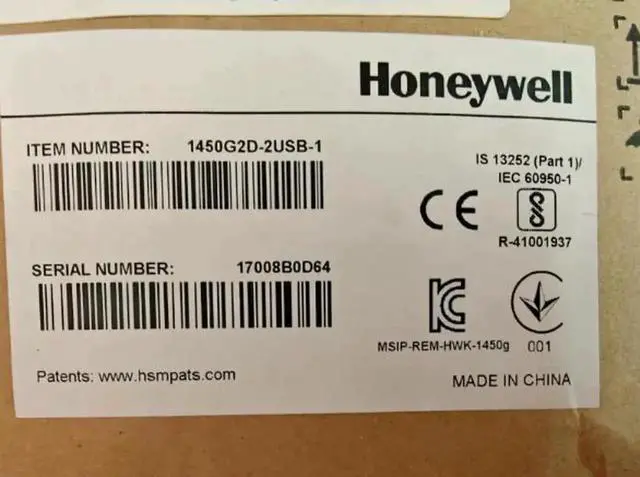 Honeywell
ITEM NUMBER: 1450G2D-2USB-1
IS 13252 (Part 1)/
IEC 60950-1
CE
R-41001937
SERIAL NUMBER: 17008B0D64
MSIP-REM-HWK-1450g
001
Patents: www.hsmpats.com
MADE IN CHINA